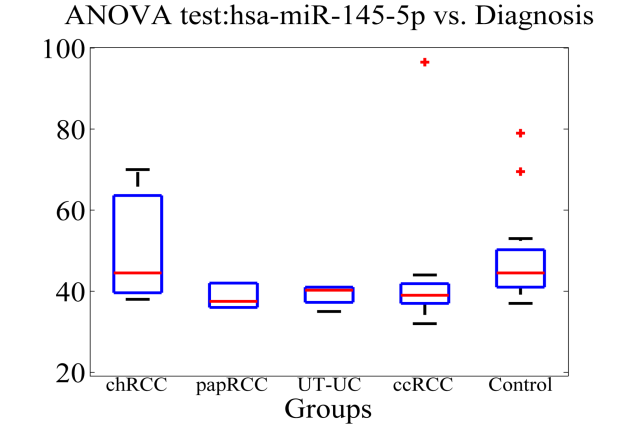 ANOVA test:hsa-miR-145-5p vs. Diagnosis
100
80
60
40
20
chRCC papRCC UT-UC ccRCC Control
Groups